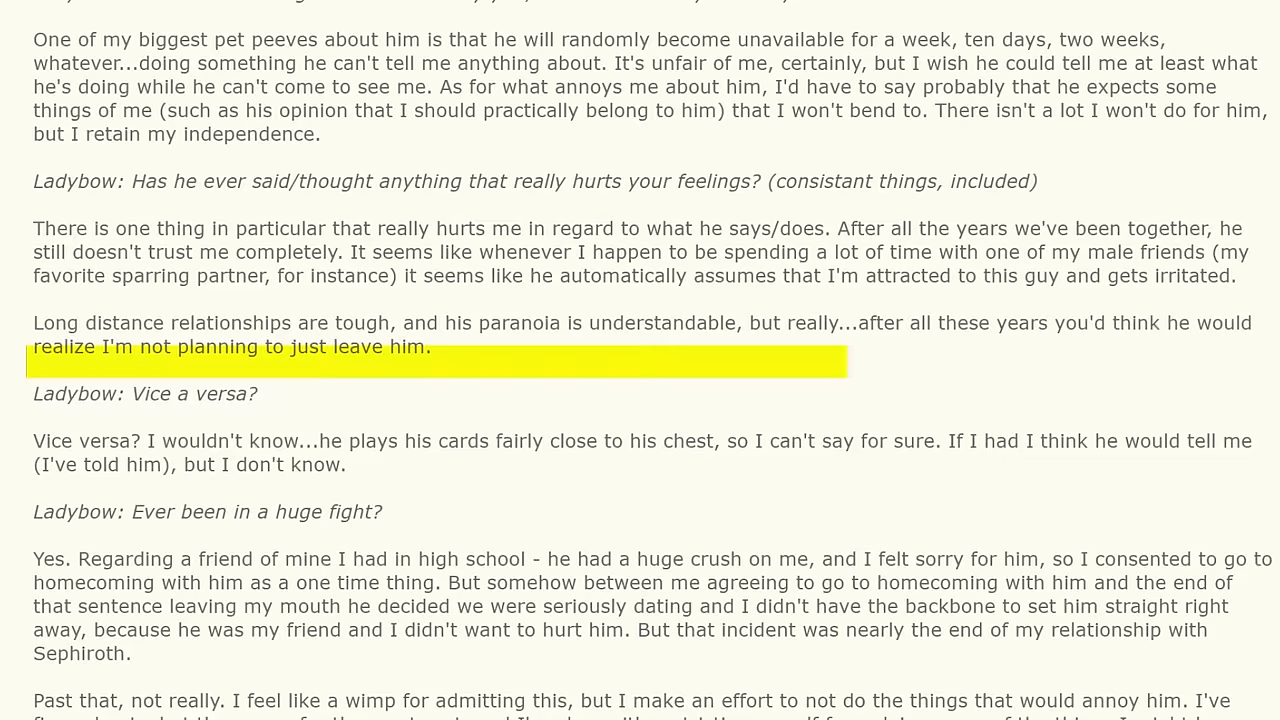 One of my biggest pet peeves about him is that he will randomly become unavailable for a week, ten days, two weeks,
whatever...doing something he can't tell me anything about. It's unfair of me, certainly, but I wish he could tell me at least what
he's doing while he can't come to see me. As for what annoys me about him, I'd have to say probably that he expects some
things of me (such as his opinion that I should practically belong to him) that I won't bend to. There isn't a lot I won't do for him,
but I retain my independence.
Ladybow: Has he ever said/thought anything that really hurts your feelings? (consistant things, included)
There is one thing in particular that really hurts me in regard to what he says/does. After all the years we've been together, he
still doesn't trust me completely. It seems like whenever I happen to be spending a lot of time with one of my male friends (my
favorite sparring partner, for instance) it seems like he automatically assumes that I'm attracted to this guy and gets irritated.
Long distance relationships are tough, and his paranoia is understandable, but really...after all these years you'd think he would
realize I'm not planning to just leave him.
Ladybow: Vice a versa?
Vice versa? I wouldn't know...he plays his cards fairly close to his chest, so I can't say for sure. If I had I think he would tell me
(I've told him), but I don't know.
Ladybow: Ever been in a huge fight?
Yes. Regarding a friend of mine I had in high school - he had a huge crush on me, and I felt sorry for him, so I consented to go to
homecoming with him as a one time thing. But somehow between me agreeing to go to homecoming with him and the end of
that sentence leaving my mouth he decided we were seriously dating and I didn't have the backbone to set him straight right
away, because he was my friend and I didn't want to hurt him. But that incident was nearly the end of my relationship with
Sephiroth.
Past that, not really. I feel like a wimp for admitting this, but I make an effort to not do the things that would annoy him. I've